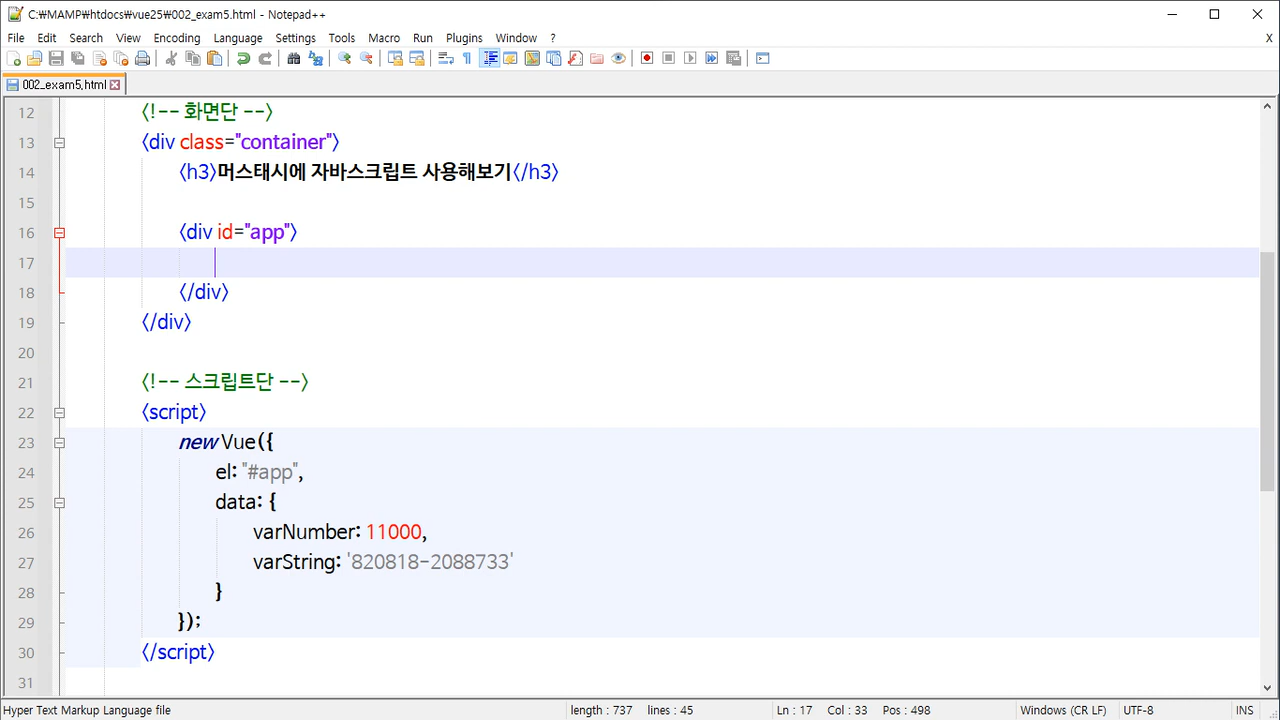 C:₩MAMP₩htdocs₩vue25₩002_exam5.html - Notepad++
File Edit Search View Encoding Language Settings Tools Macro Run Plugins Window ? X
002_exam5.html
12 <!-- 화면단 -->
13 <div class="container">
14 <h3>머스태시에 자바스크립트 사용해보기</h3>
15
16 <div id="app">
17
18 </div>
19 </div>
20
21 <!-- 스크립트단 -->
22 <script>
23 new Vue({
24 el: "#app",
25 data: {
26 varNumber: 11000,
27 varString: '820818-2088733'
28 }
29 });
30 </script>
31
Hyper Text Markup Language file length : 737 lines : 45 Ln : 17 Col : 33 Pos : 498 Windows (CR LF) UTF-8 INS